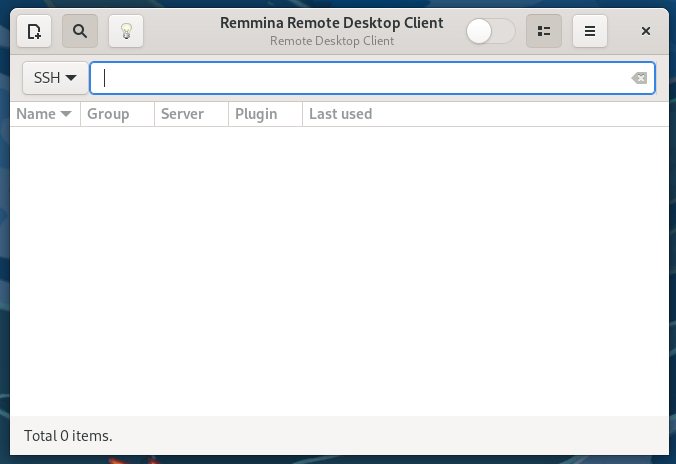 Remmina Remote Desktop Client
Remote Desktop Client
SSH
Name Group Server Plugin Last used
Total 0 items.